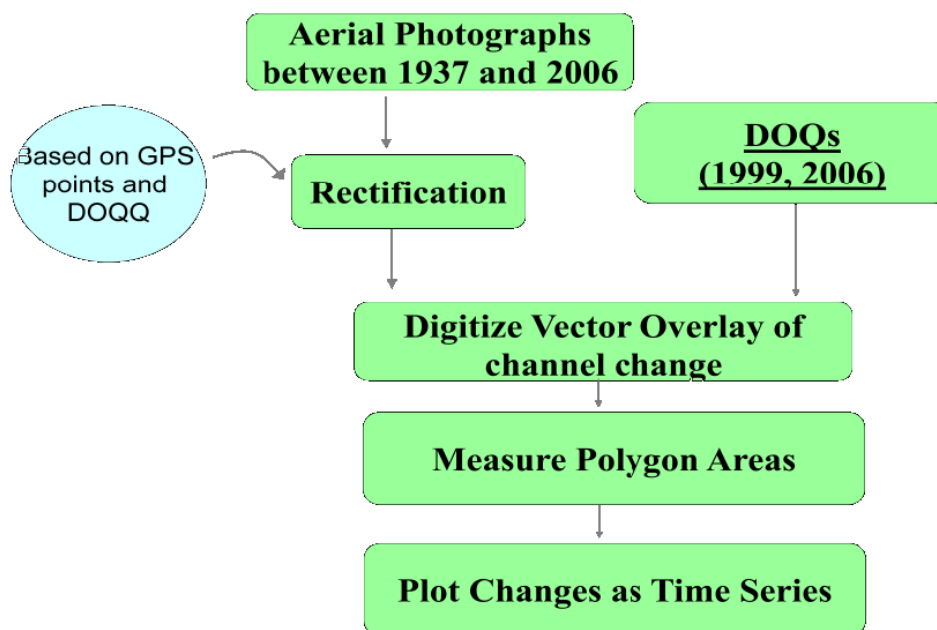 Aerial Photographs
between 1937 and 2006
DOQs
(1999, 2006)
Based on GPS
points and
DOQQ
Rectification
Digitize Vector Overlay of
channel change
Measure Polygon Areas
Plot Changes as Time Series